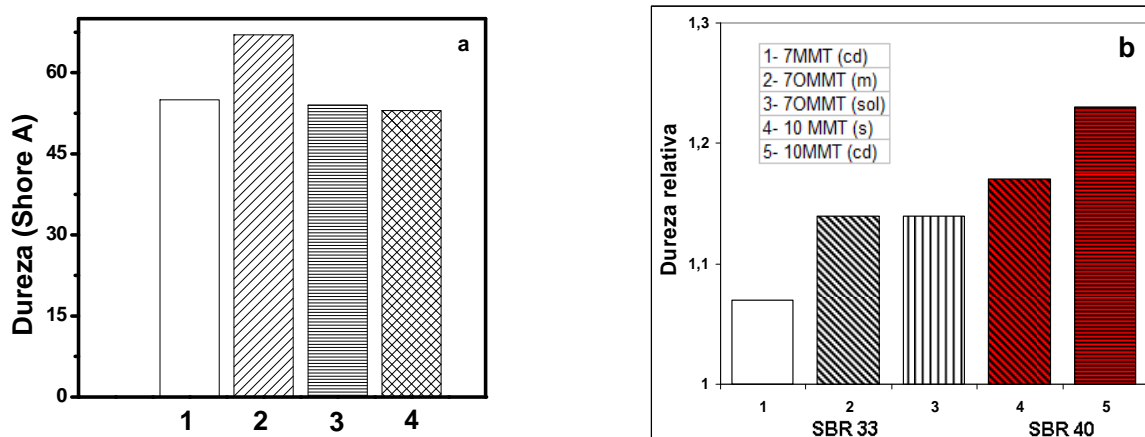 a
Dureza (Shore A)
60
45
30
15
0
1 2 3 4
b
Dureza relativa
1,3
1,2
1,1
1
1- 7MMT (cd)
2- 7OMMT (m)
3- 7OMMT (sol)
4- 10 MMT (s)
5- 10MMT (cd)
1 2 3 4 5
SBR 33 SBR 40